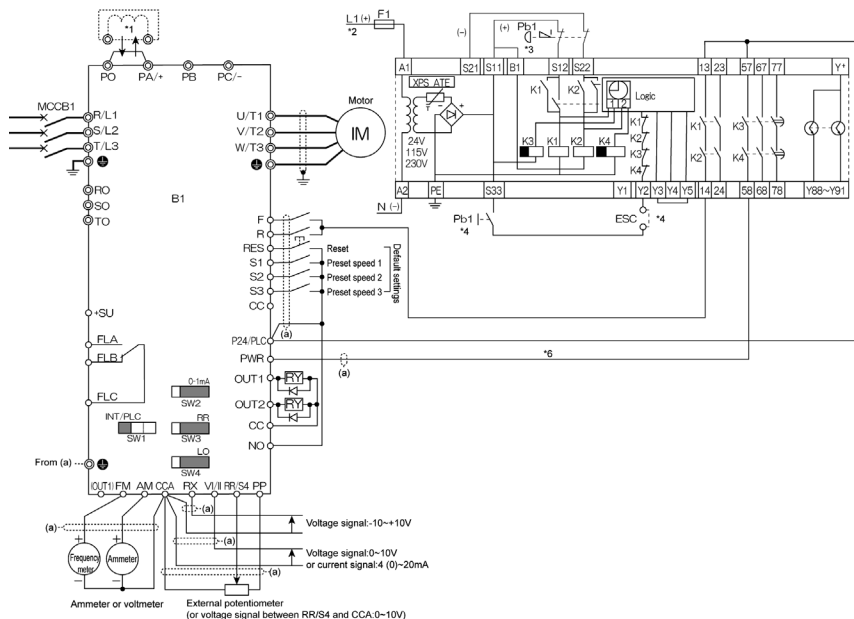 *1
PO PA/+ PB PC/-
MCCB1
R/L1
S/L2
T/L3
U/T1
V/T2
W/T3
Motor
IM
RO
SO
TO
B1
F
R
RES
S1
S2
S3
CC
Reset
Preset speed 1
Preset speed 2
Preset speed 3
Default settings
(a)
+SU
P24/PLC
PWR
(a)
*6
FLA
FLB
FLC
OUT1
RY
OUT2
RY
CC
NO
0-1mA
SW2
INT/PLC
SW1
RR
SW3
LO
SW4
From (a)
(OUT1) FM AM CCA RX VI/II RR/S4 PP
(a)
(a)
Voltage signal:-10~+10V
(a)
Voltage signal:0~10V
or current signal:4 (0)~20mA
(a)
+ +
Frequency meter
Ammeter
- -
Ammeter or voltmeter
External potentiometer
(or voltage signal between RR/S4 and CCA:0~10V)
L1 (+) F1
*2
(-)
(+)
Pb1
*3
A1 S21 S11 B1 S12 S22 13 23 57 67 77 Y+
XPS ATE
- +
24V
115V
230V
K1 K2
Logic
1 2
K3 K1 K2 K4
K1
K2
K3
K4
K1
K2
K3
K4
A2 PE S33 Y1 Y2 Y3 Y4 Y5 14 24 58 68 78 Y88~Y91
N (-)
Pb1
*4
ESC
*4